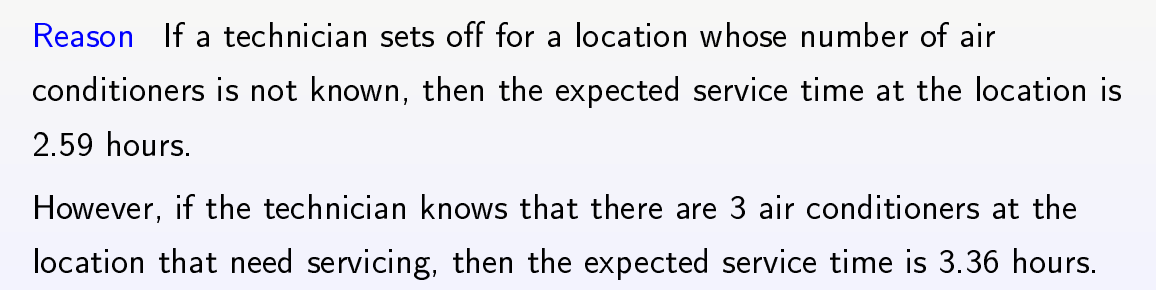 Reason If a technician sets off for a location whose number of air
conditioners is not known, then the expected service time at the location is
2.59 hours.
However, if the technician knows that there are 3 air conditioners at the
location that need servicing, then the expected service time is 3.36 hours.